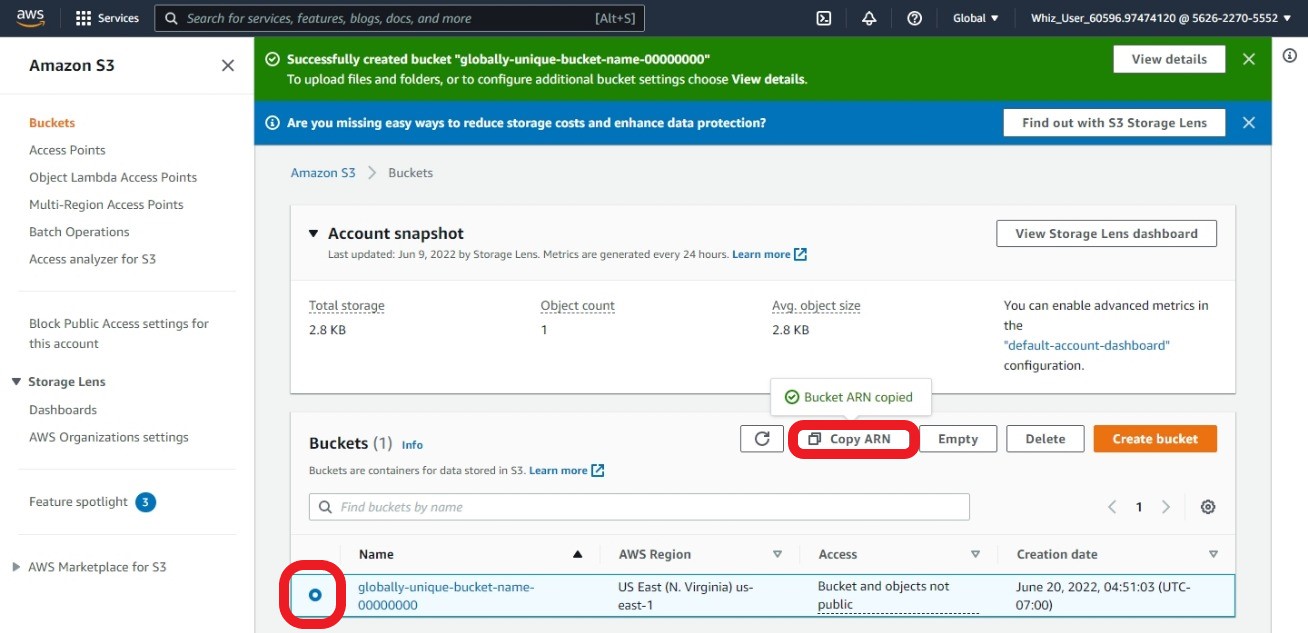 aws
Services
Search for services, features, blogs, docs, and more
[Alt+S]
Global
Whiz_User_60596.97474120 @ 5626-2270-5552
Amazon S3
Buckets
Access Points
Object Lambda Access Points
Multi-Region Access Points
Batch Operations
Access analyzer for S3
Block Public Access settings for
this account
Storage Lens
Dashboards
AWS Organizations settings
Feature spotlight 3
AWS Marketplace for S3
Successfully created bucket "globally-unique-bucket-name-00000000"
To upload files and folders, or to configure additional bucket settings choose View details.
View details
Are you missing easy ways to reduce storage costs and enhance data protection?
Find out with S3 Storage Lens
Amazon S3 > Buckets
Account snapshot
Last updated: Jun 9, 2022 by Storage Lens. Metrics are generated every 24 hours. Learn more
View Storage Lens dashboard
Total storage
2.8 KB
Object count
1
Avg. object size
2.8 KB
You can enable advanced metrics in
the
"default-account-dashboard"
configuration.
Bucket ARN copied
Buckets (1) Info
Buckets are containers for data stored in S3. Learn more
Copy ARN
Empty
Delete
Create bucket
Find buckets by name
1
Name
AWS Region
Access
Creation date
globally-unique-bucket-name-
00000000
US East (N. Virginia) us-
east-1
Bucket and objects not
public
June 20, 2022, 04:51:03 (UTC-
07:00)